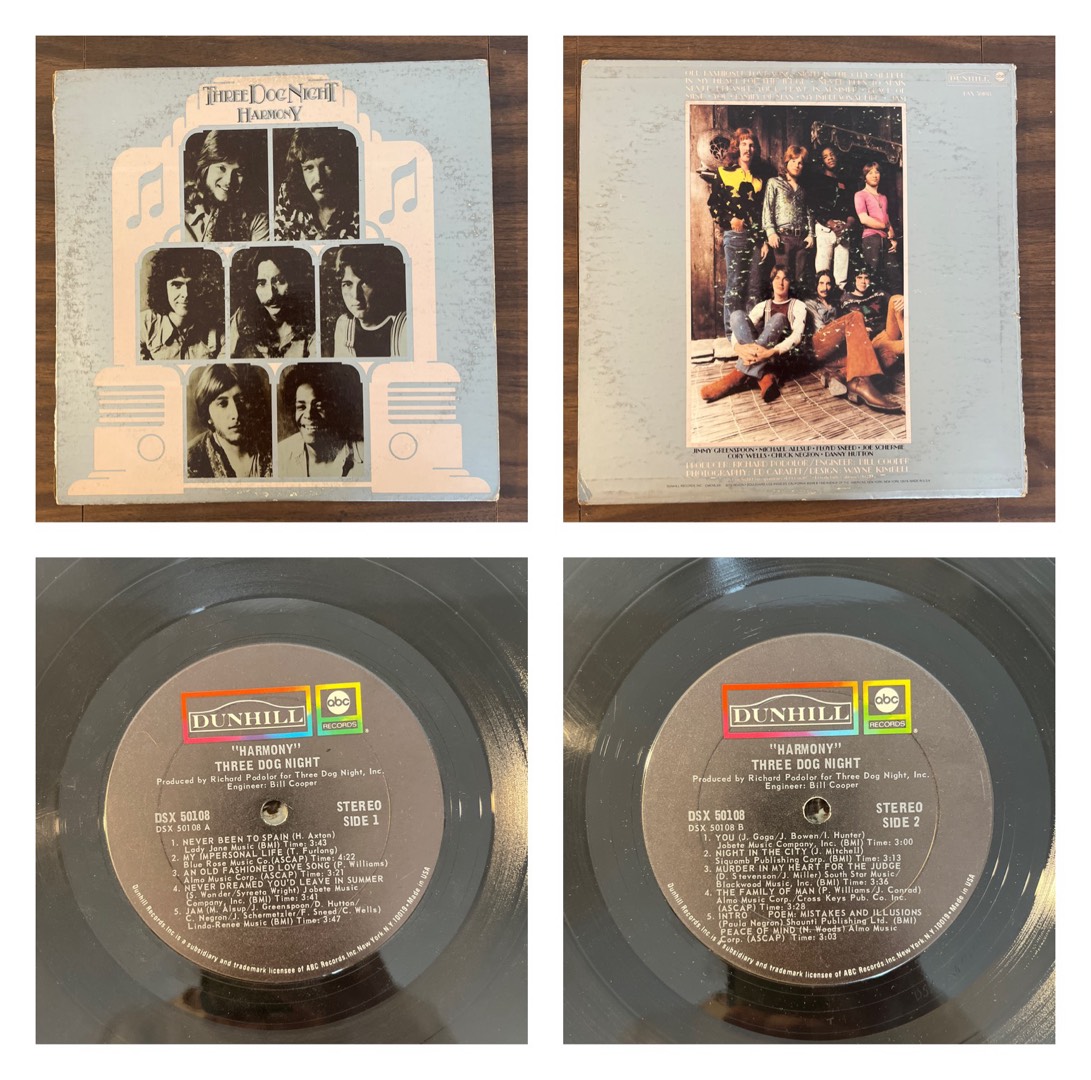 THREE DOG NIGHT
HARMONY
DUNHILL
JIMMY GREENSPOON • MICHAEL ALLSUP • FLOYD SNEED • JOE SCHERMIE
CORY WELLS • CHUCK NEGRON • DANNY HUTTON
PRODUCER: RICHARD PODOLOR/ENGINEER: BILL COOPER
PHOTOGRAPHY: ED CARAEFF/DESIGN: WAYNE KIMBELL
DUNHILL
abc
RECORDS
"HARMONY"
THREE DOG NIGHT
Produced by Richard Podolor for Three Dog Night, Inc.
Engineer: Bill Cooper
DSX 50108
DSX 50108 A
STEREO
SIDE 1
1. NEVER BEEN TO SPAIN (H. Axton)
Lady Jane Music (BMI) Time: 3:43
2. MY IMPERSONAL LIFE (T. Furlong)
Blue Rose Music Co.(ASCAP) Time: 4:22
3. AN OLD FASHIONED LOVE SONG (P. Williams)
Almo Music Corp. (ASCAP) Time: 3:21
4. NEVER DREAMED YOU'D LEAVE IN SUMMER
(S. Wonder/Syreeta Wright) Jobete Music
Company, Inc. (BMI) Time: 3:41
5. JAM (M. Alsup/J. Greenspoon/D. Hutton/
C. Negron/J. Schermetzler/F. Sneed/C. Wells)
Linda-Renee Music (BMI) Time: 3:47
Dunhill Records, Inc. is a subsidiary and trademark licensee of ABC Records, Inc. New York, N.Y. 10019 • Made in USA
DUNHILL
abc
RECORDS
"HARMONY"
THREE DOG NIGHT
Produced by Richard Podolor for Three Dog Night, Inc.
Engineer: Bill Cooper
DSX 50108
DSX 50108 B
STEREO
SIDE 2
1. YOU (J. Goga/J. Bowen/I. Hunter)
Jobete Music Company, Inc. (BMI) Time: 3:00
2. NIGHT IN THE CITY (J. Mitchell)
Siquomb Publishing Corp. (BMI) Time: 3:13
3. MURDER IN MY HEART FOR THE JUDGE
(D. Stevenson/J. Miller) South Star Music/
Blackwood Music, Inc. (BMI) Time: 3:36
4. THE FAMILY OF MAN (P. Williams/J. Conrad)
Almo Music Corp./Cross Keys Pub. Co. Inc.
(ASCAP) Time: 3:28
5. INTRO POEM: MISTAKES AND ILLUSIONS
(Paula Negron) Shaunti Publishing Ltd. (BMI)
PEACE OF MIND (N. Woods) Almo Music
Corp. (ASCAP) Time: 3:03
Dunhill Records, Inc. is a subsidiary and trademark licensee of ABC Records, Inc. New York, N.Y. 10019 • Made in USA